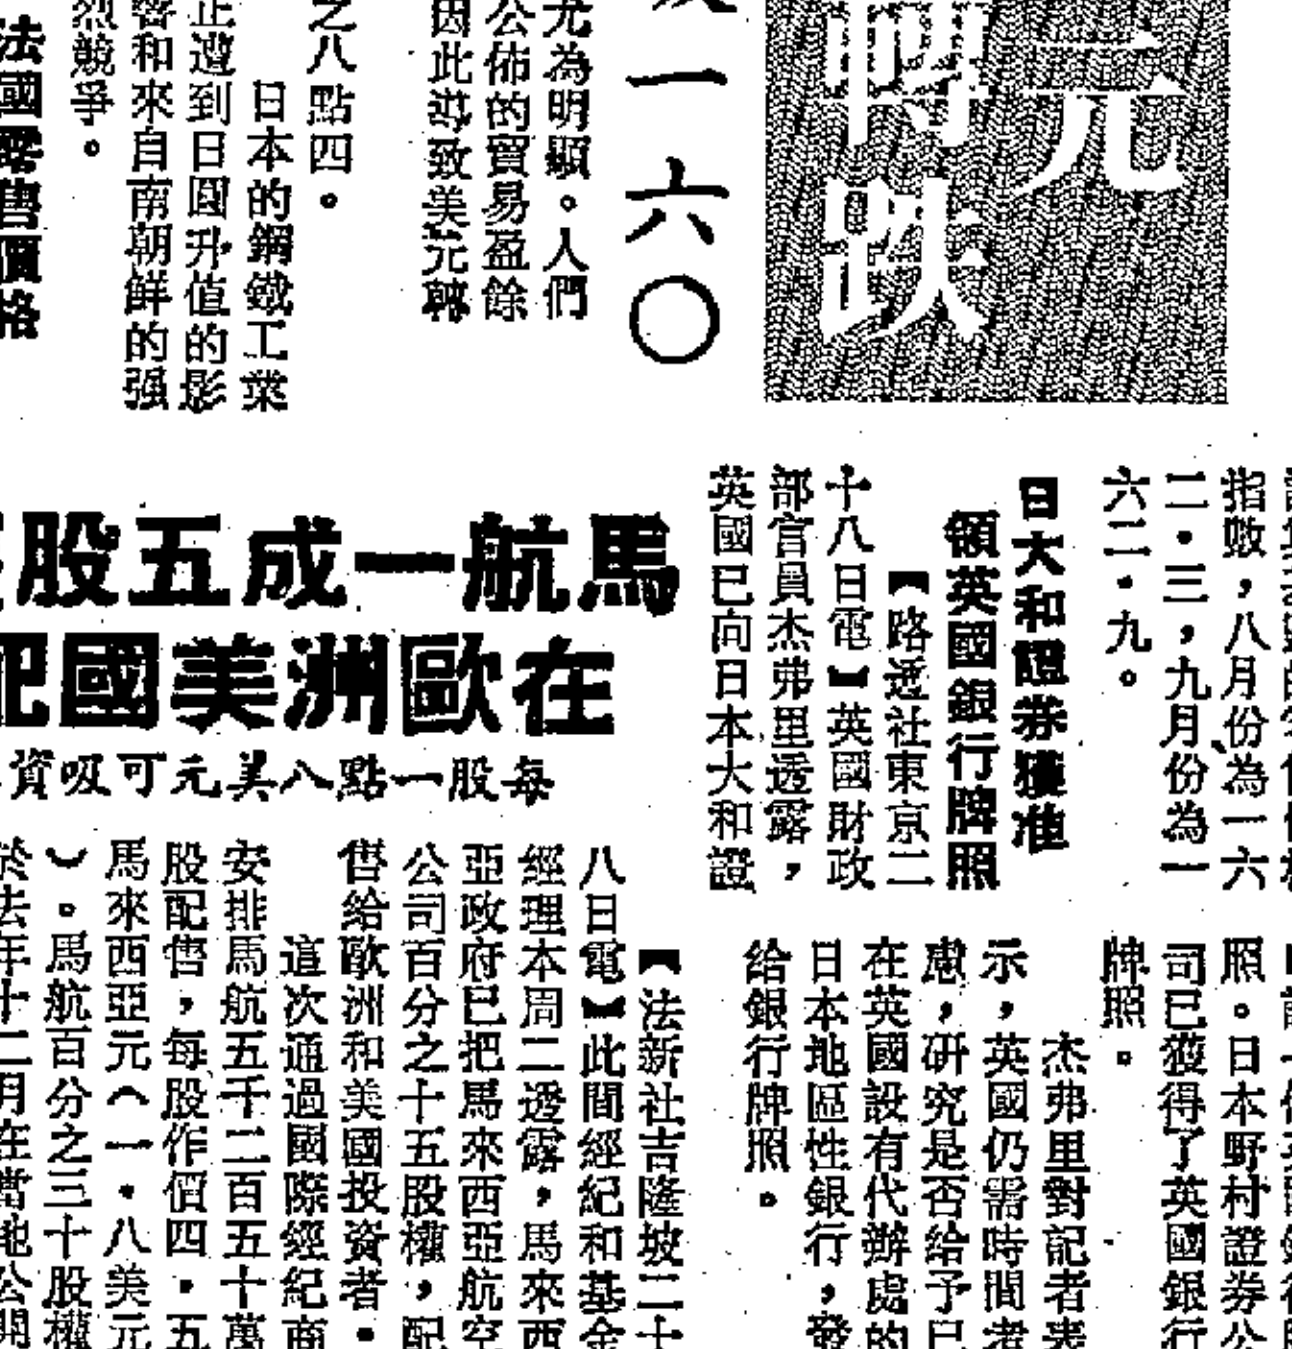 元
轉跌
一六〇
尤為明顯。人們
公佈的貿易盈餘
因此導致美元轉
之八點四。
日本的鋼鐵工業
正遭到日圓升值的影
響和來自南朝鮮的强
烈競爭。
法國零售價格
指數，八月份為一六
二·三，九月份為一
六二·九。
日大和證券獲准
領英國銀行牌照
【路透社東京二
十八日電】英國財政
部官員杰弗里透露，
英國已向日本大和證
照。日本野村證券公
司已獲得了英國銀行
牌照。
杰弗里對記者表
示，英國仍需時間考
慮，研究是否給予已
在英國設有代辦處的
日本地區性銀行，發
給銀行牌照。
馬航一成五股
在歐洲美國配
每股一點八美元可吸資
【法新社吉隆坡二十
八日電】此間經紀和基金
經理本周二透露，馬來西
亞政府已把馬來西亞航空
公司百分之十五股權，配
售給歐洲和美國投資者。
這次通過國際經紀商
安排馬航五千二百五十萬
股配售，每股作價四·五
馬來西亞元（一·八美元
）。馬航百分之三十股權
於去年十二月在當地公開